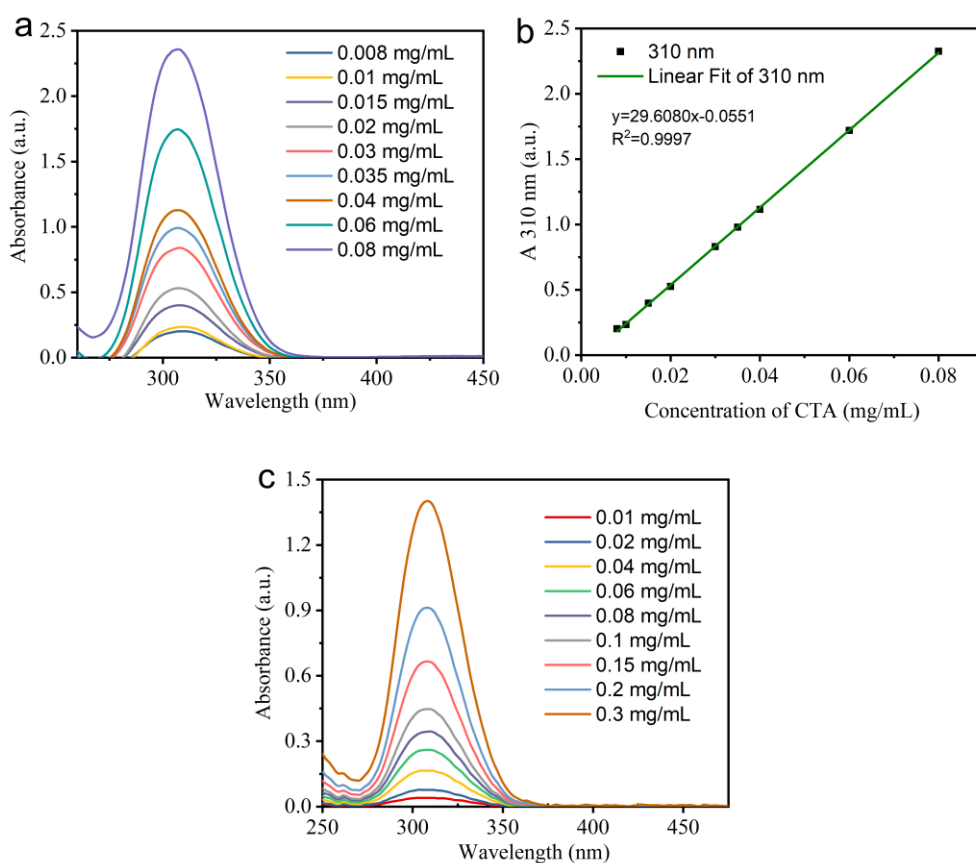 a
2.5
2.0
1.5
1.0
0.5
0.0
300
350
400
450
Absorbance (a.u.)
Wavelength (nm)
0.008 mg/mL
0.01 mg/mL
0.015 mg/mL
0.02 mg/mL
0.03 mg/mL
0.035 mg/mL
0.04 mg/mL
0.06 mg/mL
0.08 mg/mL
b
2.5
2.0
1.5
1.0
0.5
0.0
0.00
0.02
0.04
0.06
0.08
A 310 nm (a.u.)
Concentration of CTA (mg/mL)
310 nm
Linear Fit of 310 nm
y=29.6080x-0.0551
R²=0.9997
c
1.5
1.2
0.9
0.6
0.3
0.0
250
300
350
400
450
Absorbance (a.u.)
Wavelength (nm)
0.01 mg/mL
0.02 mg/mL
0.04 mg/mL
0.06 mg/mL
0.08 mg/mL
0.1 mg/mL
0.15 mg/mL
0.2 mg/mL
0.3 mg/mL